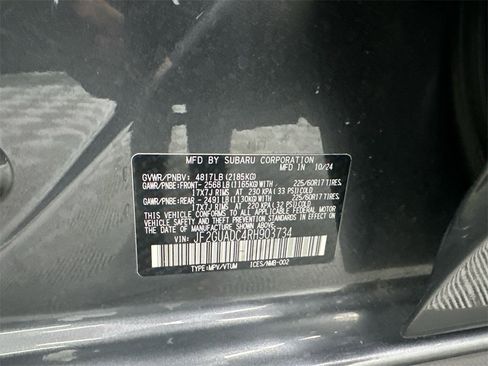 MFD BY SUBARU CORPORATION 10/24
GVWR/PNBV: 4817LB (2185KG)
GAWR/PNBE: FRONT- 2568LB (1165KG) WITH 225/60R17 TIRES,
17X7J RIMS AT 230 KPA (33 PSI) COLD
GAWR/PNBE: REAR -2491LB (1130KG) WITH 225/60R17 TIRES,
17X7J RIMS AT 220 KPA (32 PSI) COLD
THIS VEHICLE CONFORMS TO ALL APPLICABLE FEDERAL MOTOR
VEHICLE SAFETY, BUMPER, AND THEFT PREVENTION STANDARDS
IN EFFECT ON THE DATE OF MANUFACTURE SHOWN ABOVE.
VIN: JF2GUADC4RH901734
TYPE: MPV/VTUM ICES/NMB-002